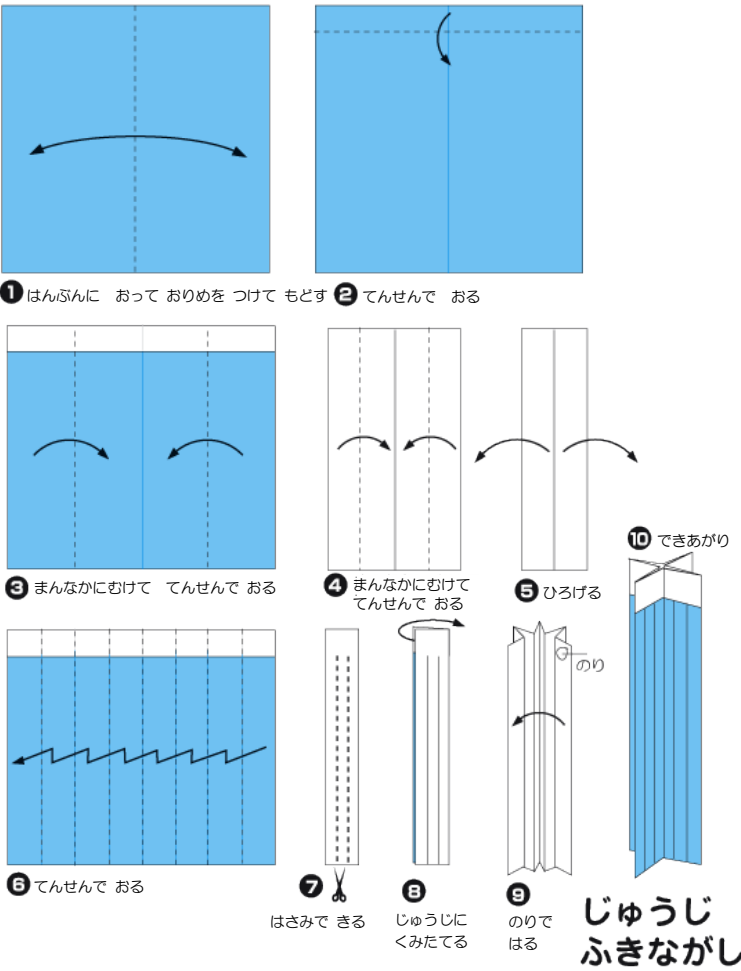 ❶ はんぶんに　おって おりめを つけて もどす
❷ てんせんで　おる
❸ まんなかにむけて　てんせんで おる
❹ まんなかにむけて
てんせんで おる
❺ ひろげる
❻ てんせんで おる
❼
はさみで きる
❽
じゅうじに
くみたてる
のり
❾
のりで
はる
❿ できあがり
じゅうじ
ふきながし